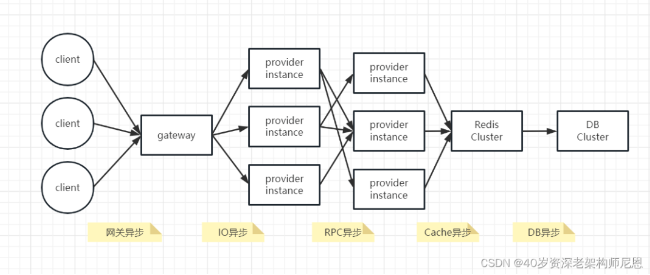 client
client
client
gateway
provider
instance
provider
instance
provider
instance
provider
instance
provider
instance
provider
instance
Redis
Cluster
DB
Cluster
网关异步
IO异步
RPC异步
Cache异步
DB异步
CSDN @40岁资深老架构师尼恩